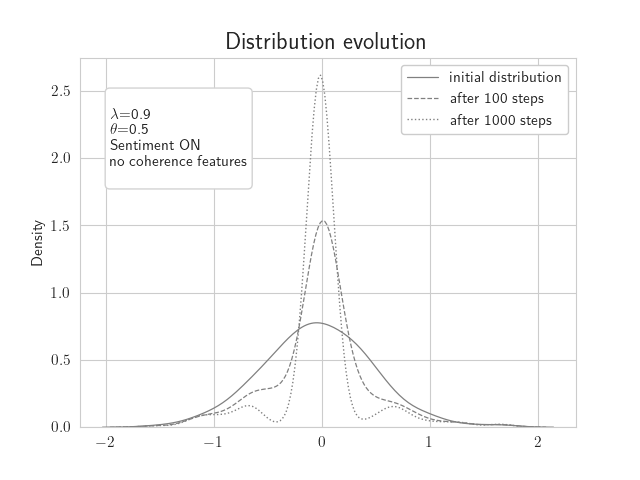 Distribution evolution
2.5
2.0
1.5
1.0
0.5
0.0
Density
λ=0.9
θ=0.5
Sentiment ON
no coherence features
initial distribution
after 100 steps
after 1000 steps
−2
−1
0
1
2